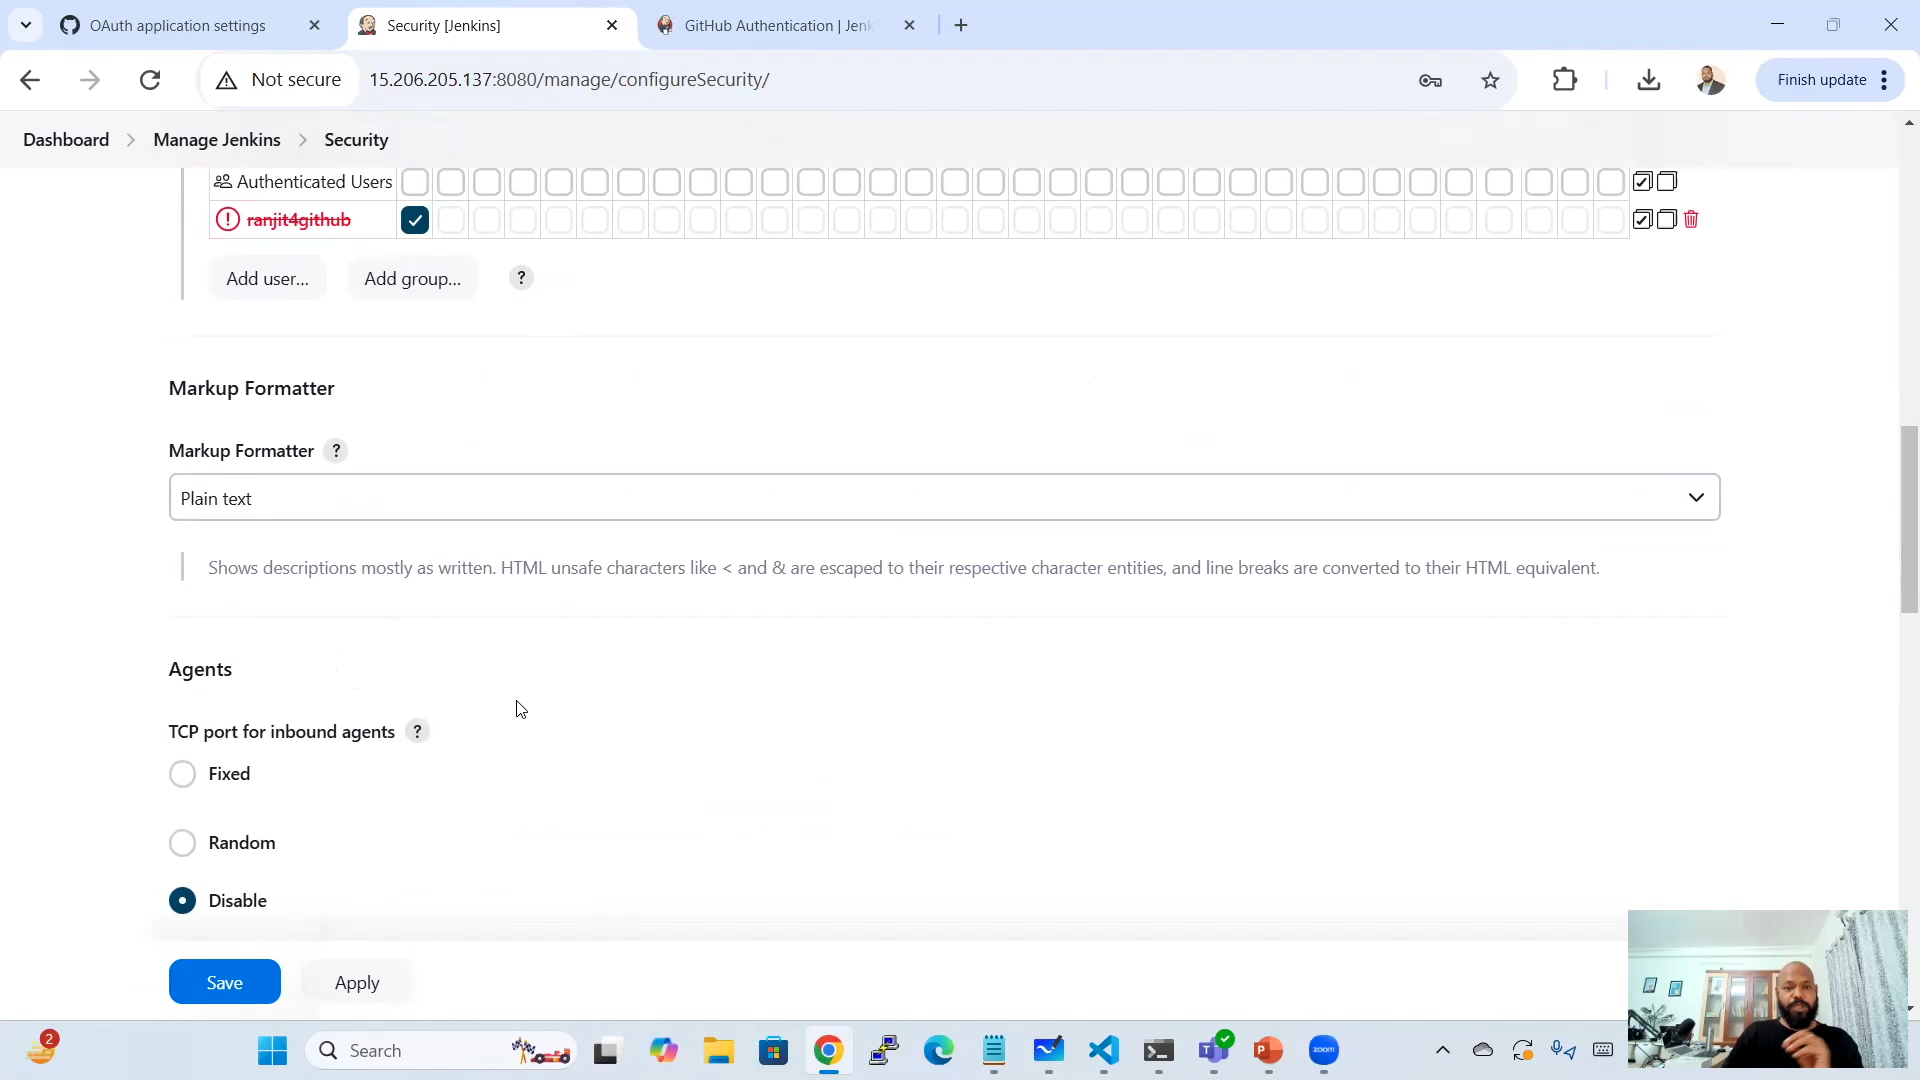 OAuth application settings
Security [Jenkins]
GitHub Authentication | Jenk
Not secure
15.206.205.137:8080/manage/configureSecurity/
Finish update
Dashboard
Manage Jenkins
Security
Authenticated Users
ranjit4github
Add user...
Add group...
?
Markup Formatter
Markup Formatter ?
Plain text
Shows descriptions mostly as written. HTML unsafe characters like < and & are escaped to their respective character entities, and line breaks are converted to their HTML equivalent.
Agents
TCP port for inbound agents ?
Fixed
Random
Disable
Save
Apply
2
Search
zoom